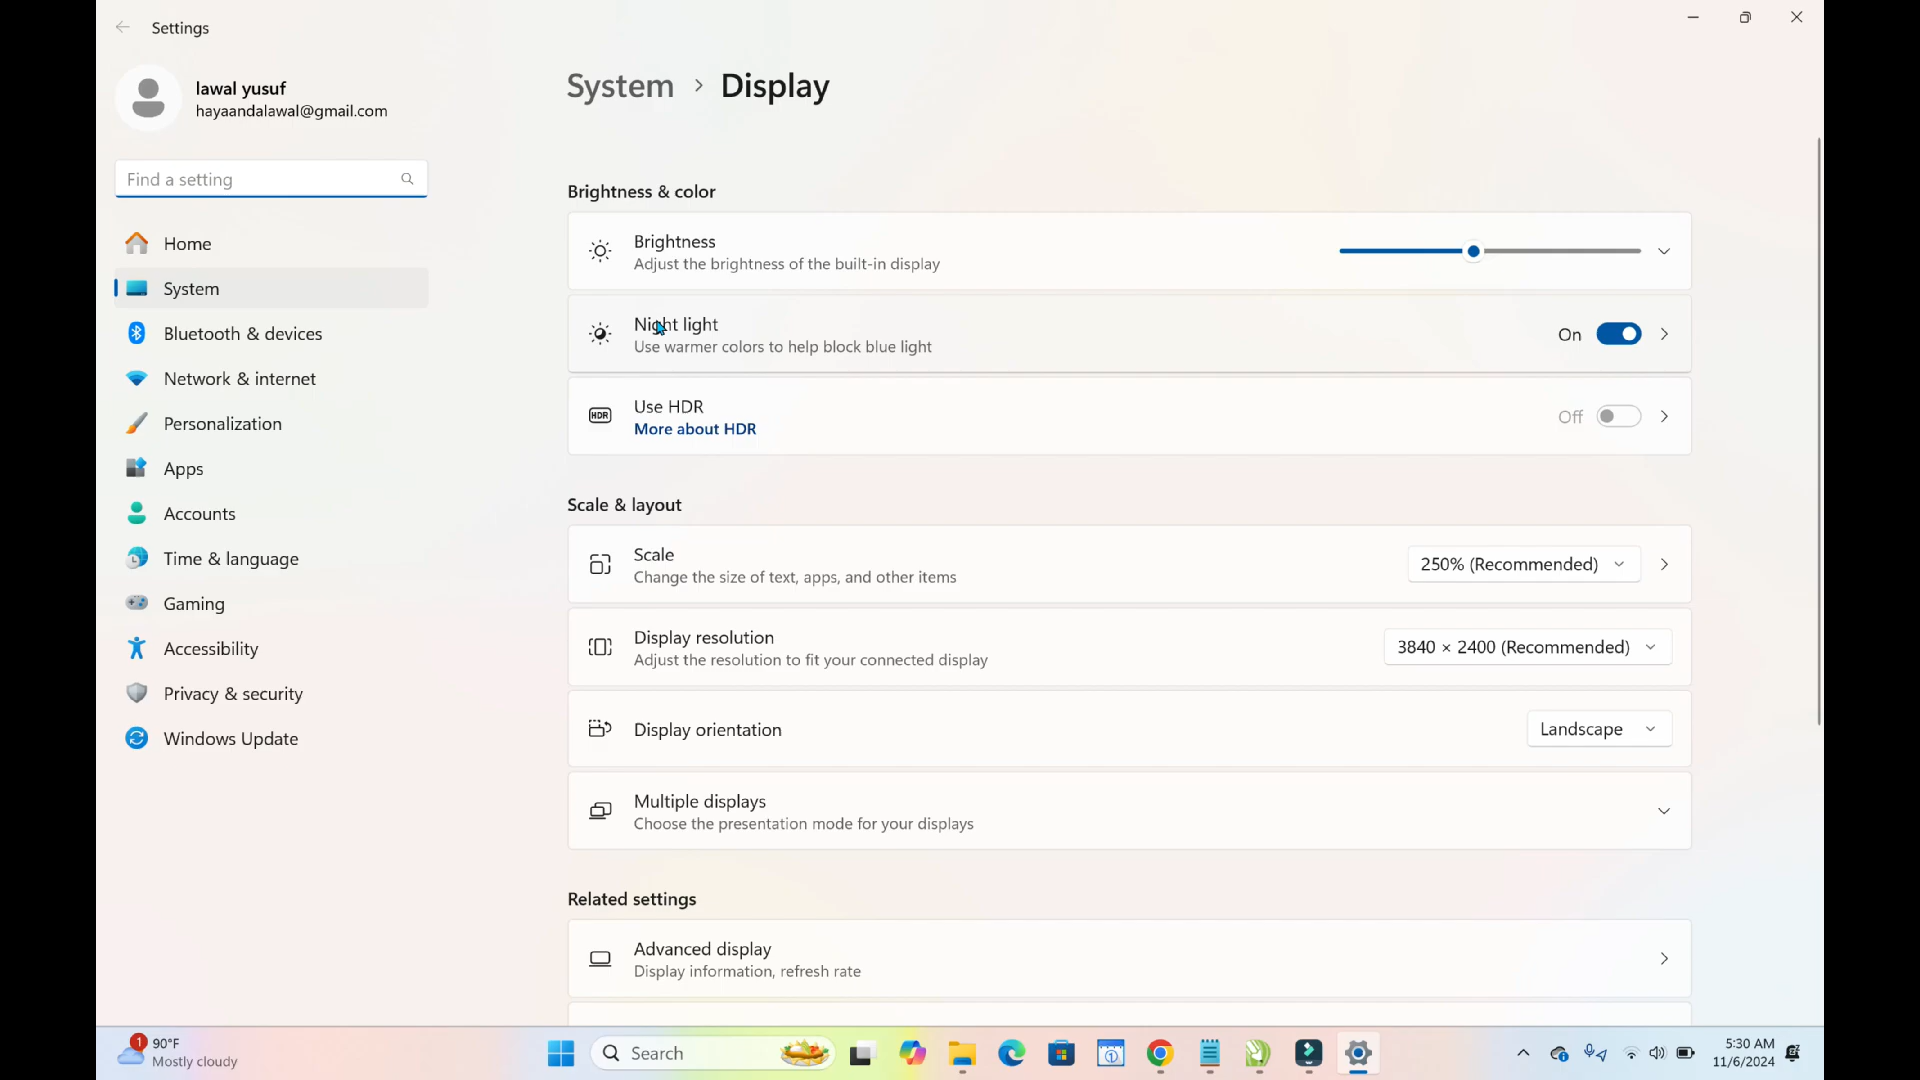 Settings
lawal yusuf
hayaandalawal@gmail.com
Find a setting
Home
System
Bluetooth & devices
Network & internet
Personalization
Apps
Accounts
Time & language
Gaming
Accessibility
Privacy & security
Windows Update
System > Display
Brightness & color
Brightness
Adjust the brightness of the built-in display
Night light
Use warmer colors to help block blue light
On
Use HDR
More about HDR
Off
Scale & layout
Scale
Change the size of text, apps, and other items
250% (Recommended)
Display resolution
Adjust the resolution to fit your connected display
3840 × 2400 (Recommended)
Display orientation
Landscape
Multiple displays
Choose the presentation mode for your displays
Related settings
Advanced display
Display information, refresh rate
1
90°F
Mostly cloudy
Search
5:30 AM
11/6/2024